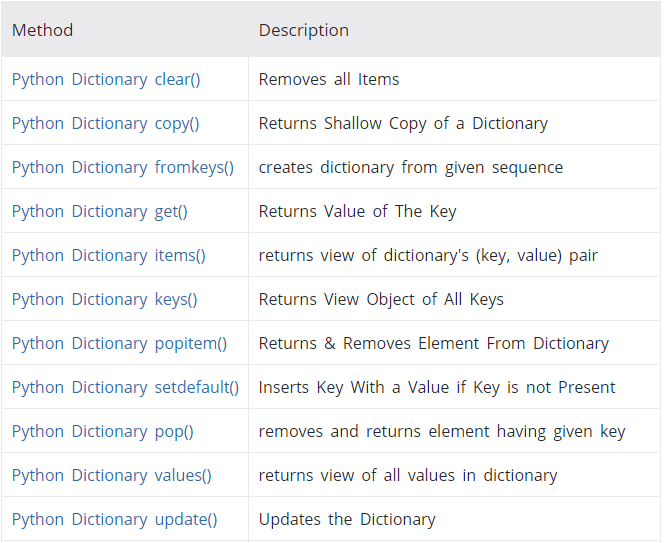 Method Description
Python Dictionary clear() Removes all Items
Python Dictionary copy() Returns Shallow Copy of a Dictionary
Python Dictionary fromkeys() creates dictionary from given sequence
Python Dictionary get() Returns Value of The Key
Python Dictionary items() returns view of dictionary's (key, value) pair
Python Dictionary keys() Returns View Object of All Keys
Python Dictionary popitem() Returns & Removes Element From Dictionary
Python Dictionary setdefault() Inserts Key With a Value if Key is not Present
Python Dictionary pop() removes and returns element having given key
Python Dictionary values() returns view of all values in dictionary
Python Dictionary update() Updates the Dictionary